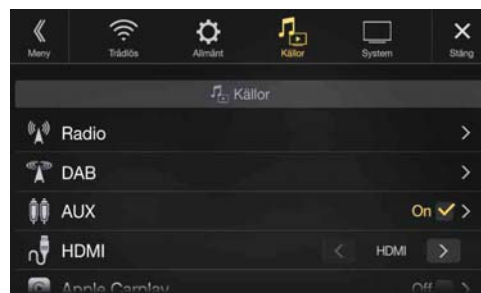 Meny Trådlös Allmänt Källor System Stäng
Källor
Radio
DAB
AUX On
HDMI HDMI
Apple Carplay Off